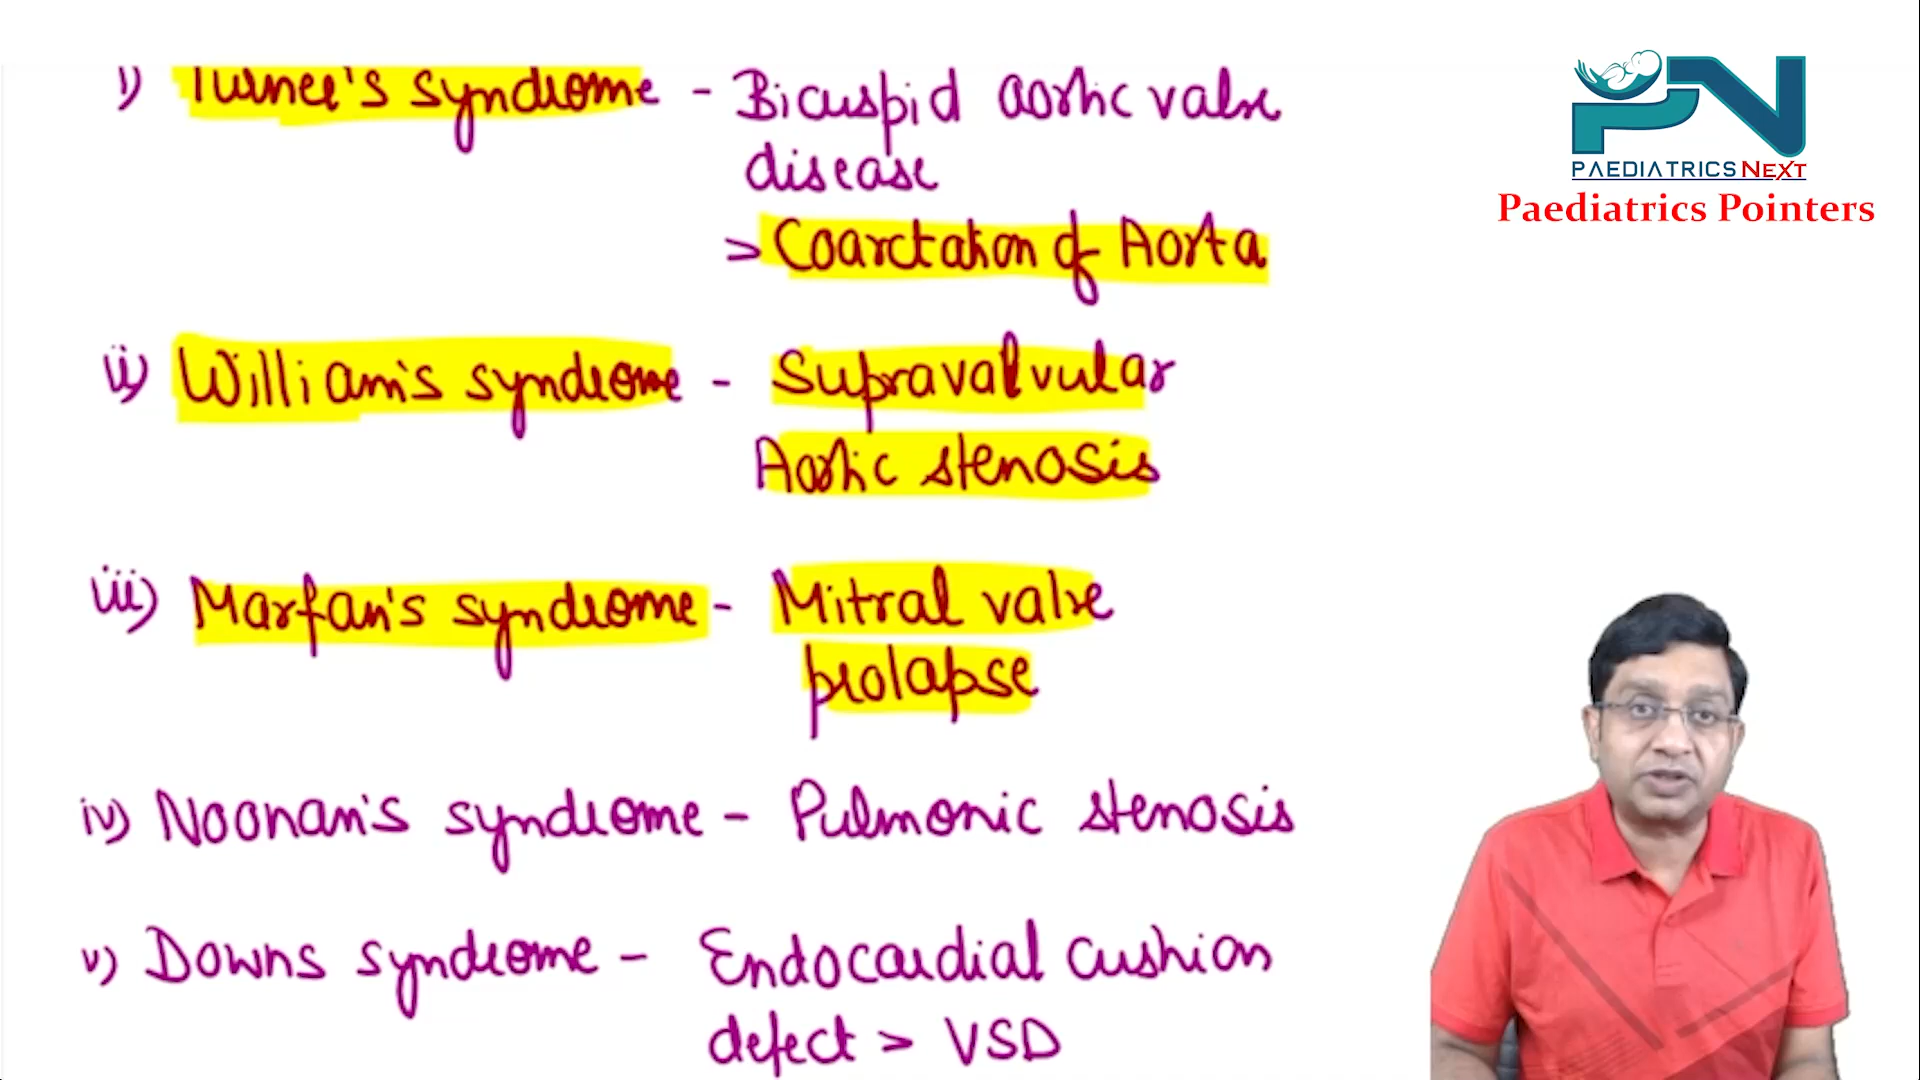 i) Turner's syndrome - Bicuspid aortic valve
disease
> Coarctation of Aorta
ii) William's syndrome - Supravalvular
Aortic stenosis
iii) Marfan's syndrome - Mitral valve
prolapse
iv) Noonan's syndrome - Pulmonic stenosis
v) Downs syndrome - Endocardial cushion
defect > VSD
PN
PAEDIATRICS NEXT
Paediatrics Pointers